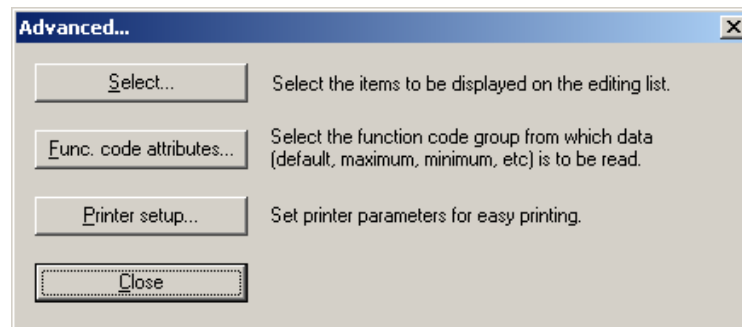 Advanced...
Select...
Select the items to be displayed on the editing list.
Func. code attributes...
Select the function code group from which data
(default, maximum, minimum, etc) is to be read.
Printer setup...
Set printer parameters for easy printing.
Close